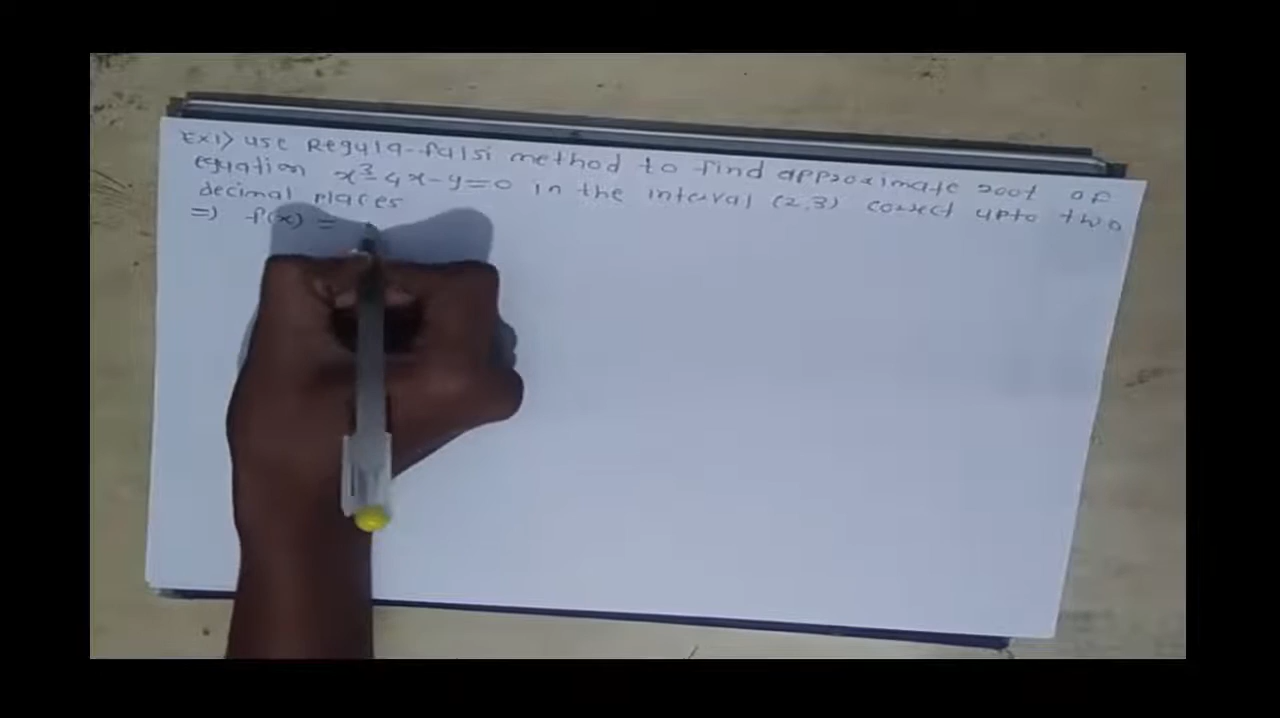 Ex1) use Regula-falsi method to find approximate root of
equation x³-4x-y=0 in the interval (2,3) correct upto two
decimal places
=> f(x) =